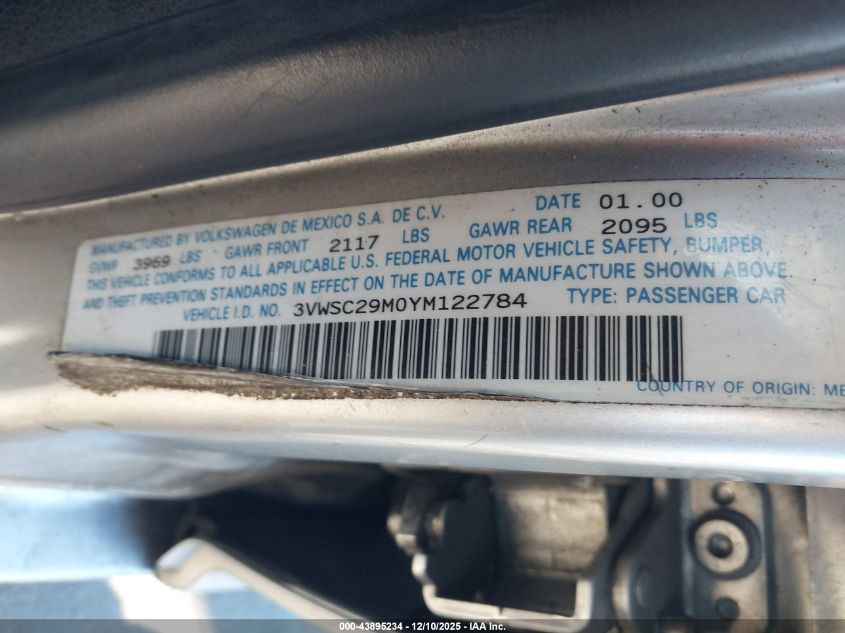 MANUFACTURED BY VOLKSWAGEN DE MEXICO S.A. DE C.V. DATE 01.00
GVWR 3969 LBS GAWR FRONT 2117 LBS GAWR REAR 2095 LBS
THIS VEHICLE CONFORMS TO ALL APPLICABLE U.S. FEDERAL MOTOR VEHICLE SAFETY, BUMPER,
AND THEFT PREVENTION STANDARDS IN EFFECT ON THE DATE OF MANUFACTURE SHOWN ABOVE.
VEHICLE I.D. NO. 3VWSC29M0YM122784 TYPE: PASSENGER CAR
COUNTRY OF ORIGIN: ME
000-43895234 - 12/10/2025 - IAA Inc.